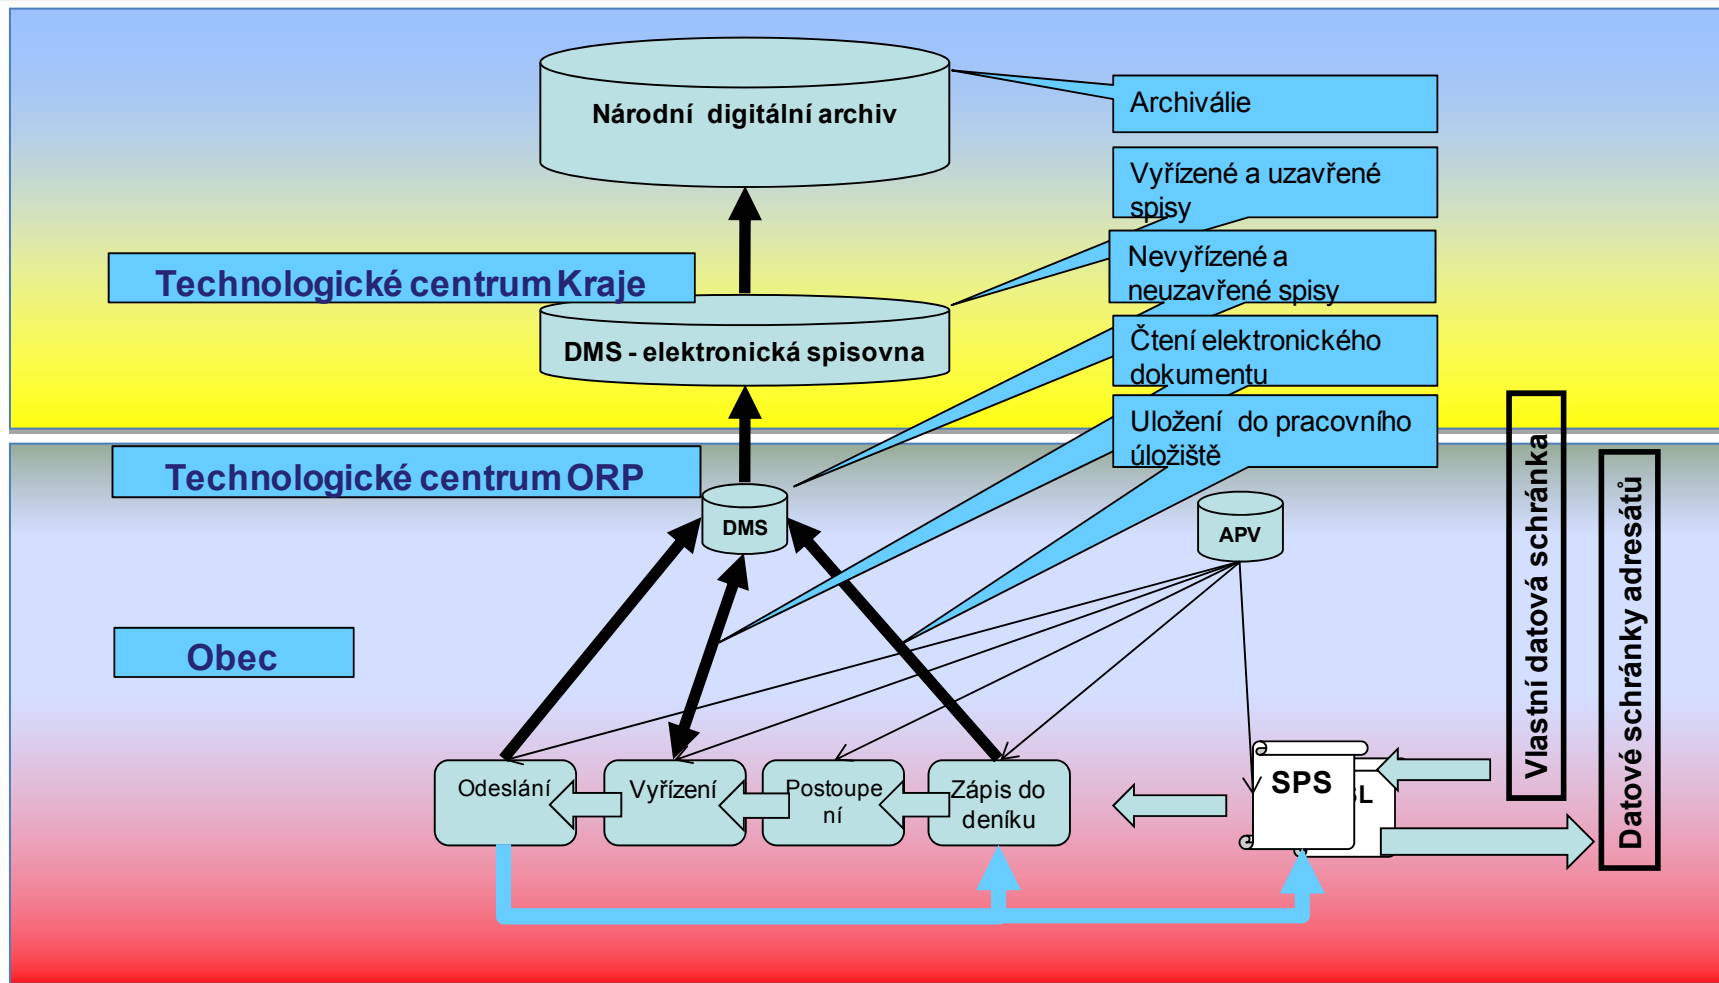 Národní digitální archiv
Archiválie
Vyřízené a uzavřené
spisy
Nevyřízené a
neuzavřené spisy
Technologické centrum Kraje
DMS - elektronická spisovna
Čtení elektronického
dokumentu
Uložení do pracovního
úložiště
Technologické centrum ORP
DMS
APV
Vlastní datová schránka
Datové schránky adresátů
Obec
Odeslání
Vyřízení
Postoupe
ní
Zápis do
deníku
SPS